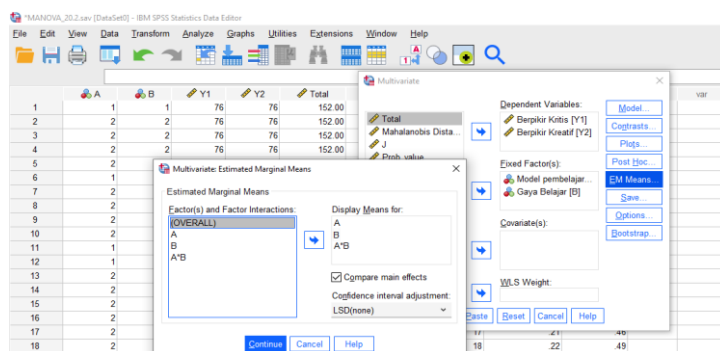 *MANOVA_20,2.sav [DataSet0] - IBM SPSS Statistics Data Editor
File Edit View Data Transform Analyze Graphs Utilities Extensions Window Help
A B Y1 Y2 Total var
1 1 1 76 76 152.00
2 2 2 76 76 152.00
3 2 2 76 76 152.00
4 2 2 76 76 152.00
5 2
6 1
7 2
8 2
9 2
10 2
11 1
12 1
13 2
14 2
15 2
16 2
17 2
18 2
Multivariate
Total
Mahalanobis Dista...
J
Prob. value
Dependent Variables:
Berpikir Kritis [Y1]
Berpikir Kreatif [Y2]
Fixed Factor(s):
Model pembelajar...
Gaya Belajar [B]
Covariate(s):
WLS Weight:
Model...
Contrasts...
Plots...
Post Hoc...
EM Means...
Save...
Options...
Bootstrap...
Paste Reset Cancel Help
17 .21 .46
18 .22 .49
Multivariate: Estimated Marginal Means
Estimated Marginal Means
Factor(s) and Factor Interactions:
(OVERALL)
A
B
A*B
Display Means for:
A
B
A*B
Compare main effects
Confidence interval adjustment:
LSD(none)
Continue Cancel Help